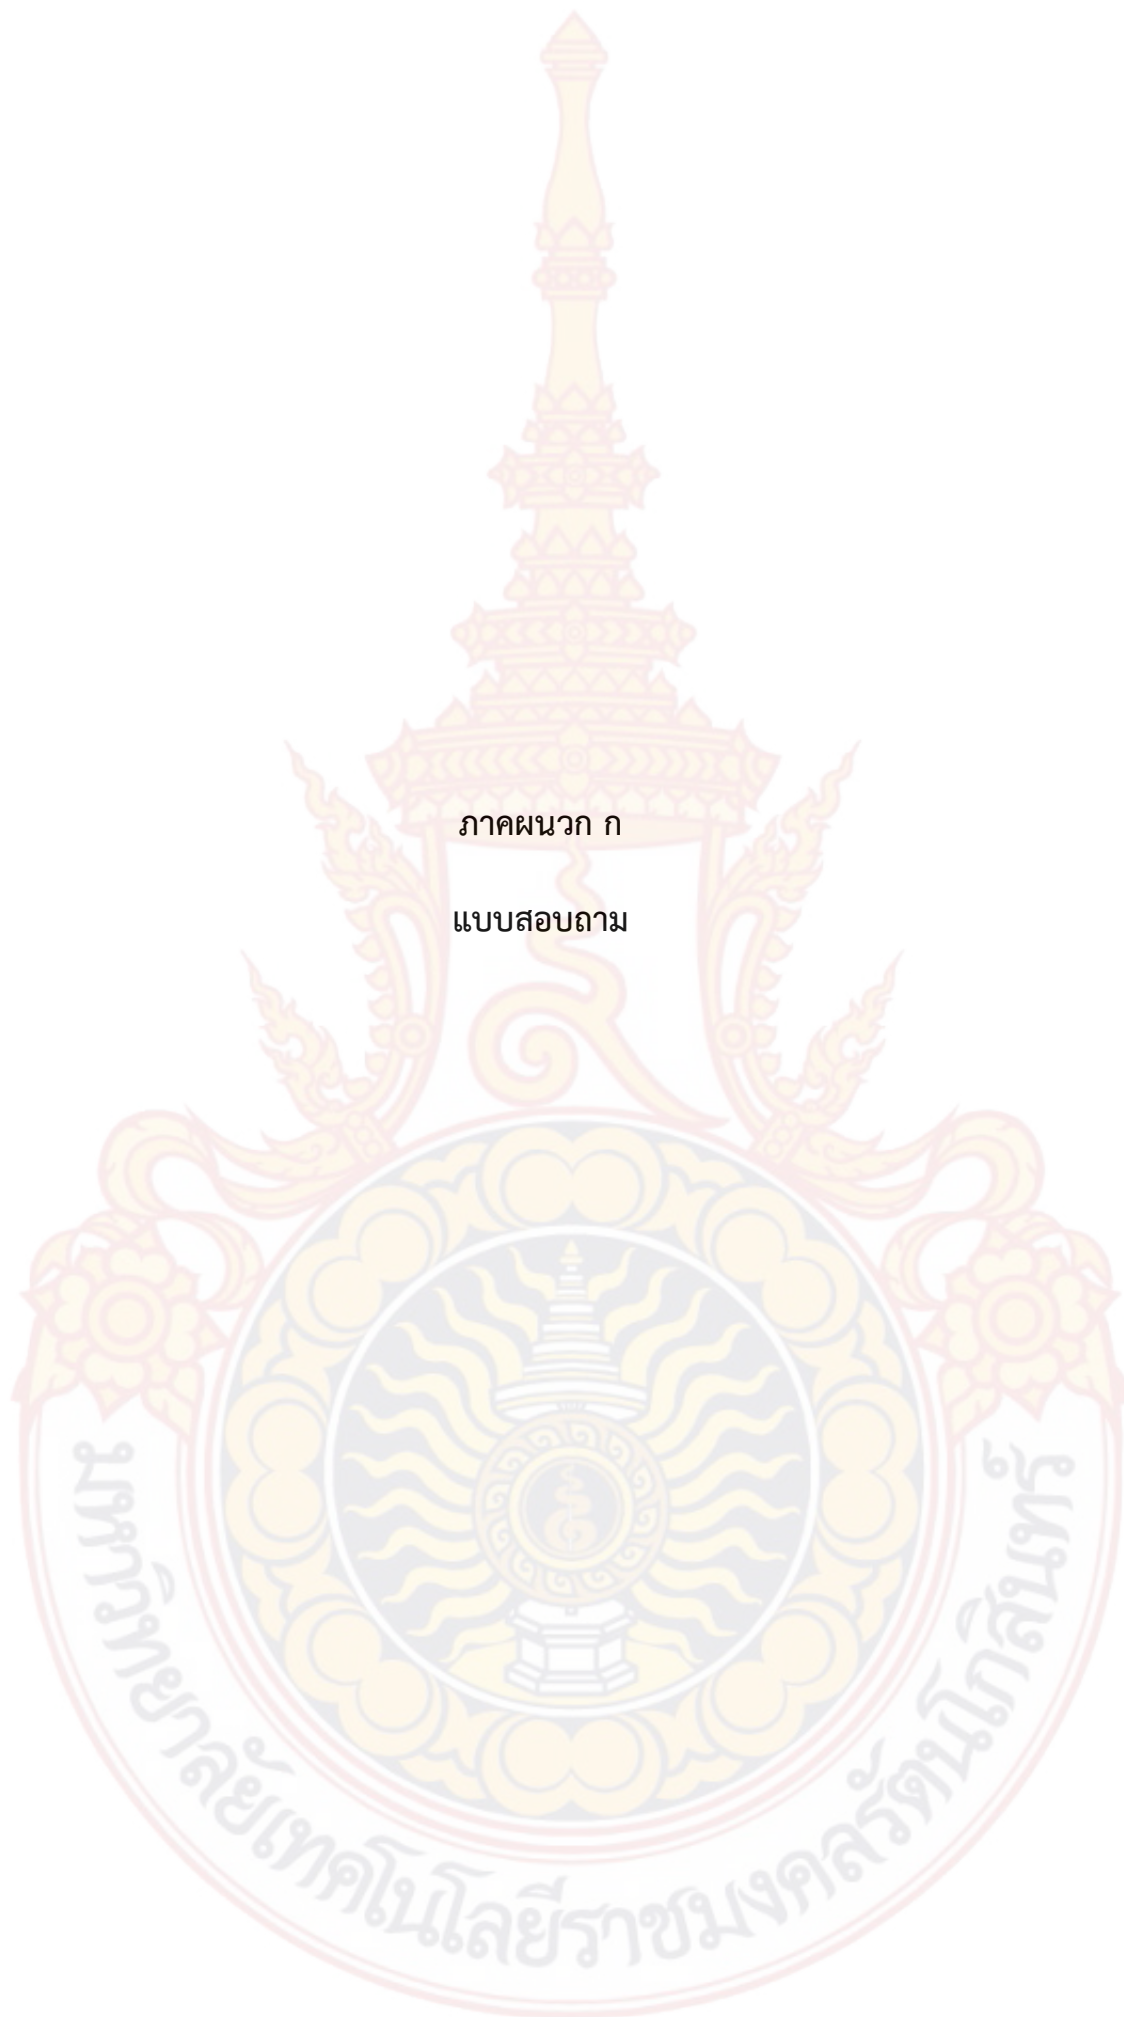 ภาคผนวก ก
แบบสอบถาม
มหาวิทยาลัยเทคโนโลยีราชมงคลรัตนโกสินทร์